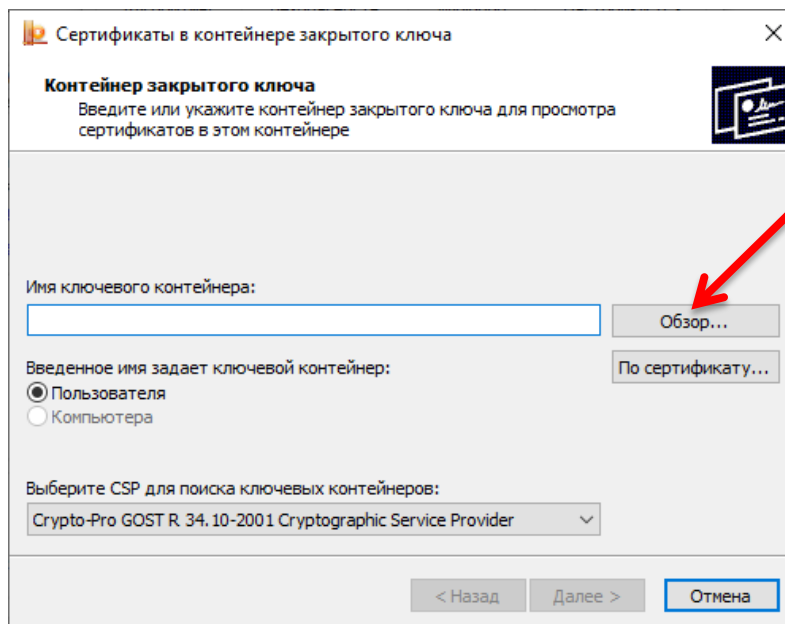 Сертификаты в контейнере закрытого ключа
Контейнер закрытого ключа
Введите или укажите контейнер закрытого ключа для просмотра
сертификатов в этом контейнере
Имя ключевого контейнера:
Обзор...
Введенное имя задает ключевой контейнер:
По сертификату...
Пользователя
Компьютера
Выберите CSP для поиска ключевых контейнеров:
Crypto-Pro GOST R 34.10-2001 Cryptographic Service Provider
< Назад
Далее >
Отмена